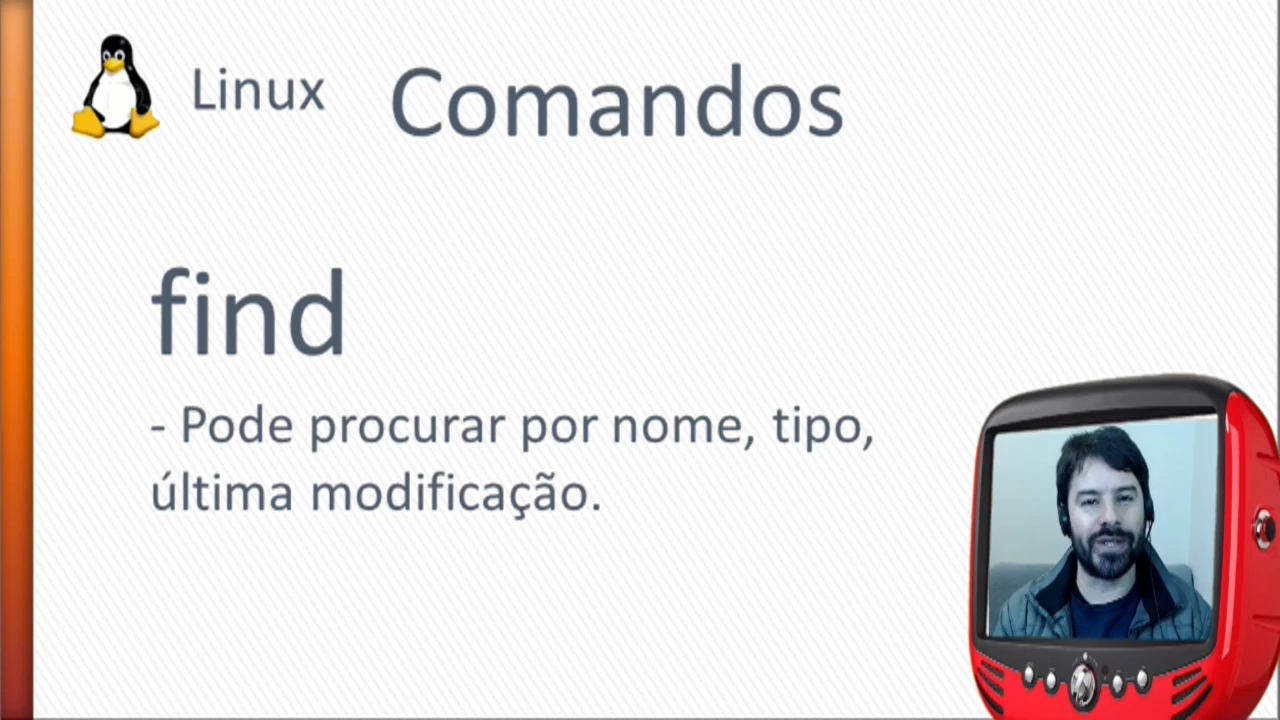 Linux
Comandos
find
- Pode procurar por nome, tipo,
última modificação.